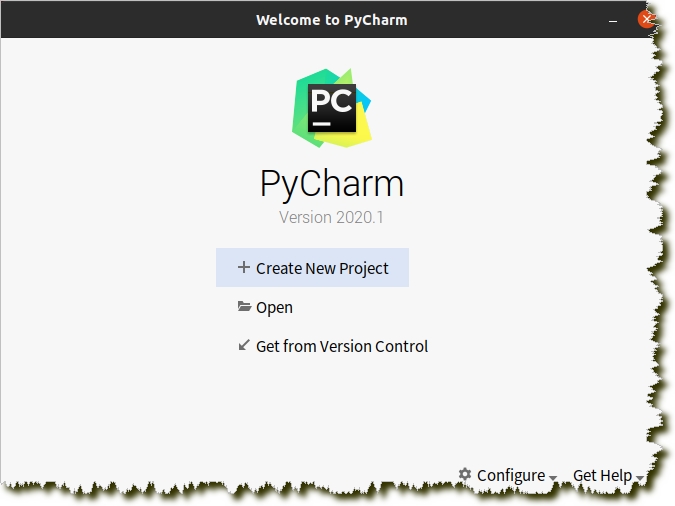 Welcome to PyCharm
PC
PyCharm
Version 2020.1
Create New Project
Open
Get from Version Control
Configure Get Help